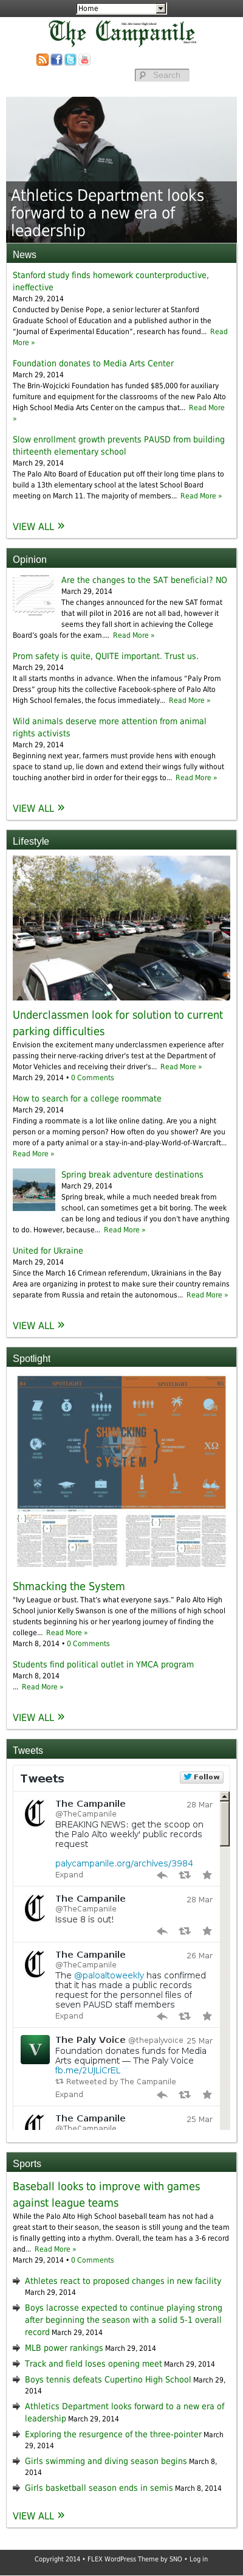 Home
The Campanile
Search
Athletics Department looks
forward to a new era of
leadership
News
Stanford study finds homework counterproductive,
ineffective
March 29, 2014
Conducted by Denise Pope, a senior lecturer at Stanford
Graduate School of Education and a published author in the
"Journal of Experimental Education", research has found... Read
More »
Foundation donates to Media Arts Center
March 29, 2014
The Brin-Wojcicki Foundation has funded $85,000 for auxiliary
furniture and equipment for the classrooms of the new Palo Alto
High School Media Arts Center on the campus that... Read More
»
Slow enrollment growth prevents PAUSD from building
thirteenth elementary school
March 29, 2014
The Palo Alto Board of Education put off their long time plans to
build a 13th elementary school at the latest School Board
meeting on March 11. The majority of members... Read More »
VIEW ALL »
Opinion
Are the changes to the SAT beneficial? NO
March 29, 2014
The changes announced for the new SAT format
that will pilot in 2016 are not all bad, however it
seems they fall short in achieving the College
Board's goals for the exam.... Read More »
Prom safety is quite, QUITE important. Trust us.
March 29, 2014
It all starts months in advance. When the infamous "Paly Prom
Dress" group hits the collective Facebook-sphere of Palo Alto
High School females, the focus immediately... Read More »
Wild animals deserve more attention from animal
rights activists
March 29, 2014
Beginning next year, farmers must provide hens with enough
space to stand up, lie down and extend their wings fully without
touching another bird in order for their eggs to... Read More »
VIEW ALL »
Lifestyle
Underclassmen look for solution to current
parking difficulties
Envision the excitement many underclassmen experience after
passing their nerve-racking driver's test at the Department of
Motor Vehicles and receiving their driver's... Read More »
March 29, 2014 • 0 Comments
How to search for a college roommate
March 29, 2014
Finding a roommate is a lot like online dating. Are you a night
person or a morning person? How often do you shower? Are you
more of a party animal or a stay-in-and-play-World-of-Warcraft...
Read More »
Spring break adventure destinations
March 29, 2014
Spring break, while a much needed break from
school, can sometimes get a bit boring. The week
can be long and tedious if you don't have anything
to do. However, because... Read More »
United for Ukraine
March 29, 2014
Since the March 16 Crimean referendum, Ukrainians in the Bay
Area are organizing in protest to make sure their country remains
separate from Russia and retain the autonomous... Read More »
VIEW ALL »
Spotlight
SPOTLIGHT
SPOTLIGHT
SHMACKING
THE
SYSTEM
ΧΩ
Shmacking the System
"Ivy League or bust. That's what everyone says." Palo Alto High
School junior Kelly Swanson is one of the millions of high school
students beginning his or her yearlong journey of finding the
college... Read More »
March 8, 2014 • 0 Comments
Students find political outlet in YMCA program
March 8, 2014
... Read More »
VIEW ALL »
Tweets
Tweets
Follow
The Campanile 28 Mar
@TheCampanile
BREAKING NEWS: get the scoop on
the Palo Alto weekly' public records
request
palycampanile.org/archives/3984
Expand
The Campanile 28 Mar
@TheCampanile
Issue 8 is out!
The Campanile 26 Mar
@TheCampanile
The @paloaltoweekly has confirmed
that it has made a public records
request for the personnel files of
seven PAUSD staff members
Expand
The Paly Voice @thepalyvoice 25 Mar
Foundation donates funds for Media
Arts equipment — The Paly Voice
fb.me/2UJLiCrEL
Retweeted by The Campanile
Expand
The Campanile 25 Mar
@TheCampanile
Sports
Baseball looks to improve with games
against league teams
While the Palo Alto High School baseball team has not had a
great start to their season, the season is still young and the team
is finally getting into a rhythm. Overall, the team has a 3-6 record
and... Read More »
March 29, 2014 • 0 Comments
Athletes react to proposed changes in new facility
March 29, 2014
Boys lacrosse expected to continue playing strong
after beginning the season with a solid 5-1 overall
record March 29, 2014
MLB power rankings March 29, 2014
Track and field loses opening meet March 29, 2014
Boys tennis defeats Cupertino High School March 29,
2014
Athletics Department looks forward to a new era of
leadership March 29, 2014
Exploring the resurgence of the three-pointer March
29, 2014
Girls swimming and diving season begins March 8,
2014
Girls basketball season ends in semis March 8, 2014
VIEW ALL »
Copyright 2014 • FLEX WordPress Theme by SNO • Log in